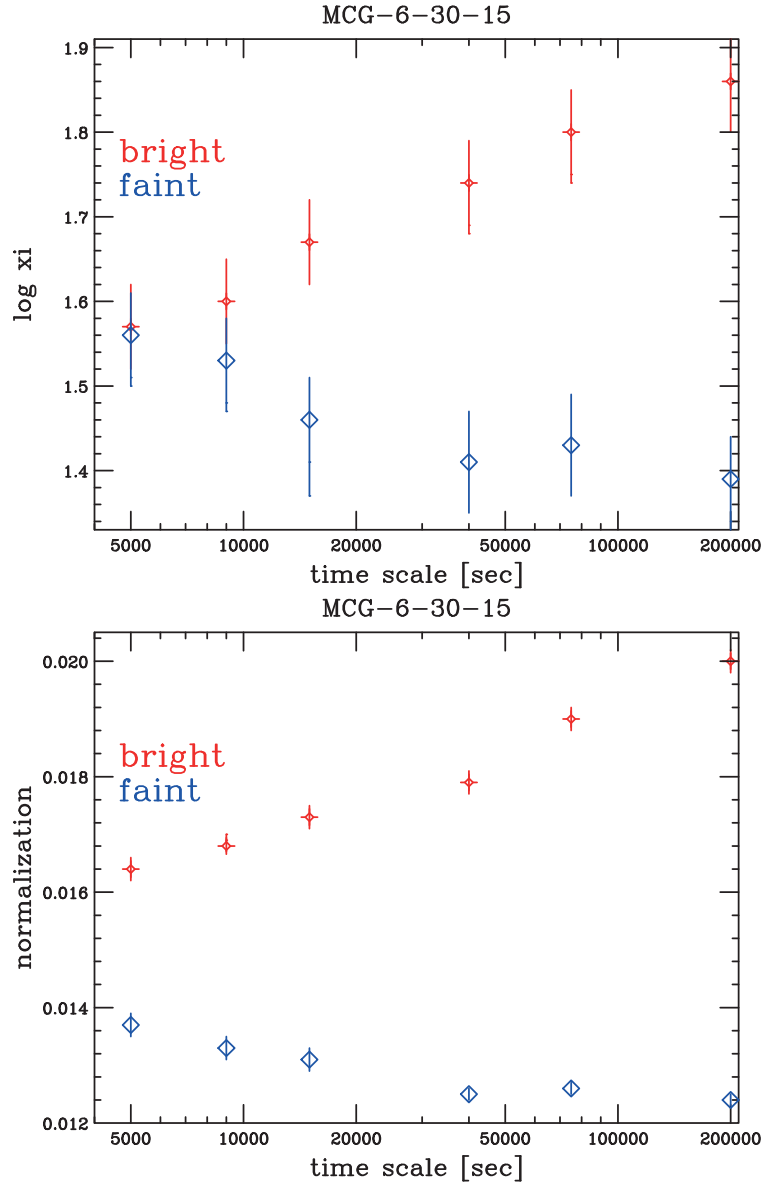 MCG-6-30-15
1.9
1.8
1.7
1.6
1.5
1.4
log xi
bright
faint
5000 10000 20000 50000 100000 200000
time scale [sec]
MCG-6-30-15
0.020
0.018
0.016
0.014
0.012
normalization
bright
faint
5000 10000 20000 50000 100000 200000
time scale [sec]